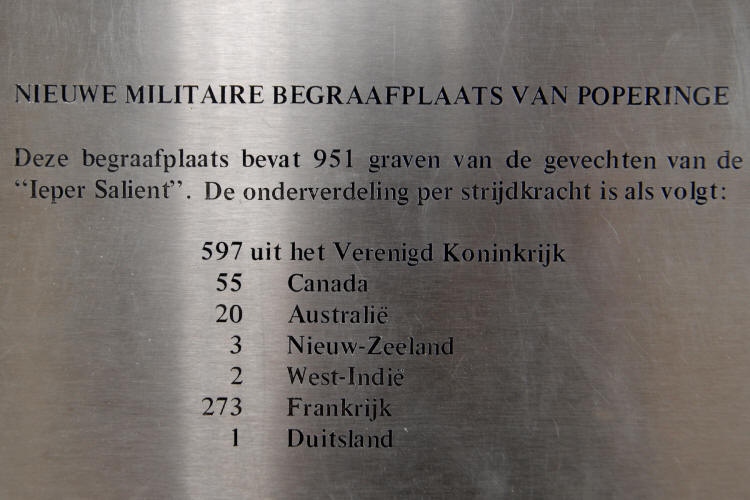 NIEUWE MILITAIRE BEGRAAFPLAATS VAN POPERINGE
Deze begraafplaats bevat 951 graven van de gevechten van de
“Ieper Salient”. De onderverdeling per strijdkracht is als volgt:
597 uit het Verenigd Koninkrijk
55 Canada
20 Australië
3 Nieuw-Zeeland
2 West-Indië
273 Frankrijk
1 Duitsland